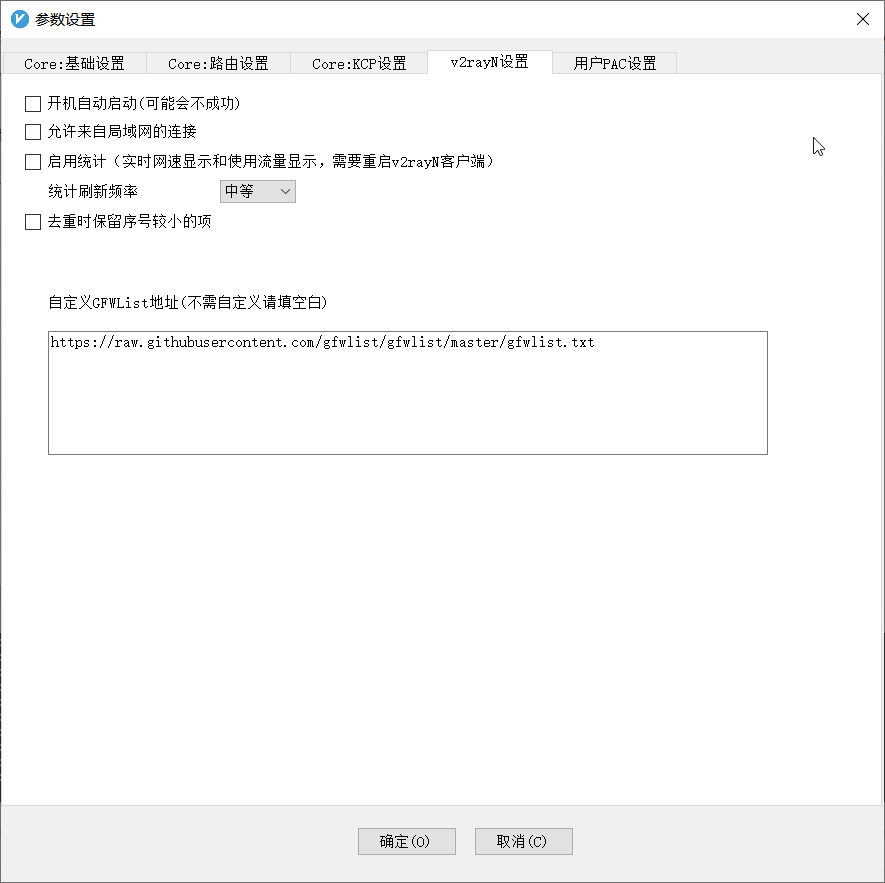 参数设置
Core:基础设置 Core:路由设置 Core:KCP设置 v2rayN设置 用户PAC设置
开机自动启动(可能会不成功)
允许来自局域网的连接
启用统计（实时网速显示和使用流量显示，需要重启v2rayN客户端）
统计刷新频率 中等
去重时保留序号较小的项
自定义GFWList地址(不需自定义请填空白)
https://raw.githubusercontent.com/gfwlist/gfwlist/master/gfwlist.txt
确定(O) 取消(C)